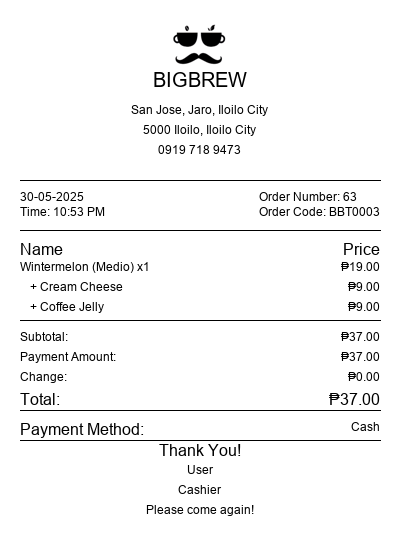 BIGBREW
San Jose, Jaro, Iloilo City
5000 Iloilo, Iloilo City
0919 718 9473
30-05-2025 Order Number: 63
Time: 10:53 PM Order Code: BBT0003
Name Price
Wintermelon (Medio) x1 ₱19.00
+ Cream Cheese ₱9.00
+ Coffee Jelly ₱9.00
Subtotal: ₱37.00
Payment Amount: ₱37.00
Change: ₱0.00
Total: ₱37.00
Payment Method: Cash
Thank You!
User
Cashier
Please come again!